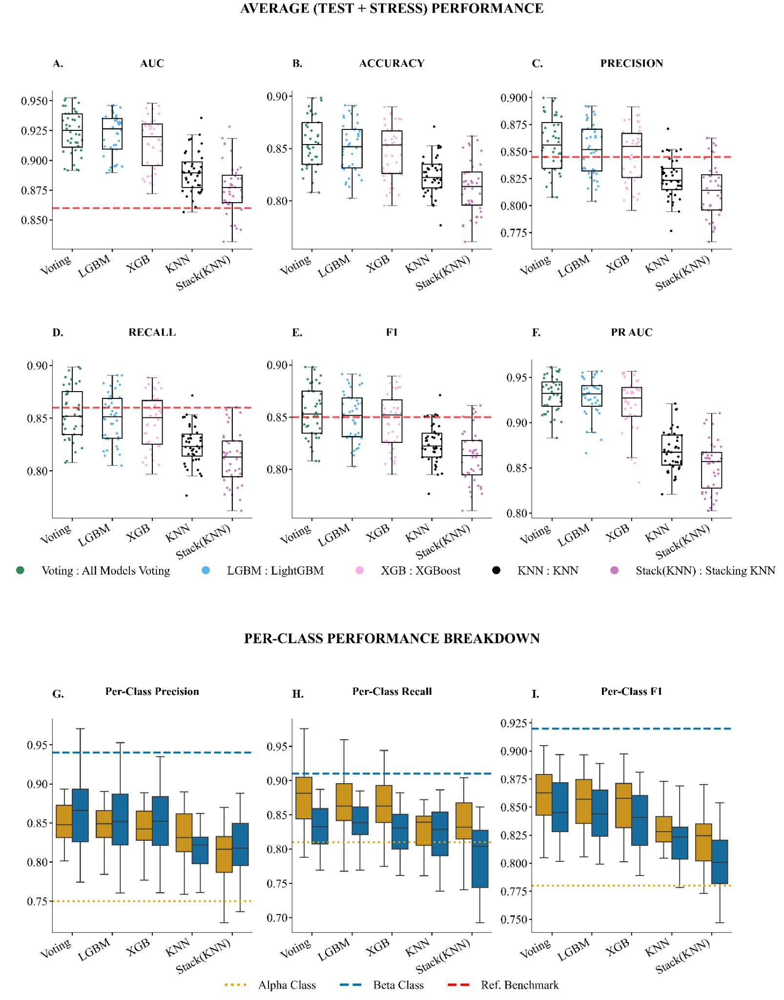 AVERAGE (TEST + STRESS) PERFORMANCE
A. AUC
0.950
0.925
0.900
0.875
0.850
Voting LGBM XGB KNN Stack(KNN)
B. ACCURACY
0.90
0.85
0.80
Voting LGBM XGB KNN Stack(KNN)
C. PRECISION
0.900
0.875
0.850
0.825
0.800
0.775
Voting LGBM XGB KNN Stack(KNN)
D. RECALL
0.90
0.85
0.80
Voting LGBM XGB KNN Stack(KNN)
E. F1
0.90
0.85
0.80
Voting LGBM XGB KNN Stack(KNN)
F. PR AUC
0.95
0.90
0.85
0.80
Voting LGBM XGB KNN Stack(KNN)
Voting : All Models Voting LGBM : LightGBM XGB : XGBoost KNN : KNN Stack(KNN) : Stacking KNN
PER-CLASS PERFORMANCE BREAKDOWN
G. Per-Class Precision
0.95
0.90
0.85
0.80
0.75
Voting LGBM XGB KNN Stack(KNN)
H. Per-Class Recall
0.95
0.90
0.85
0.80
0.75
0.70
Voting LGBM XGB KNN Stack(KNN)
I. Per-Class F1
0.925
0.900
0.875
0.850
0.825
0.800
0.775
0.750
Voting LGBM XGB KNN Stack(KNN)
Alpha Class Beta Class Ref. Benchmark